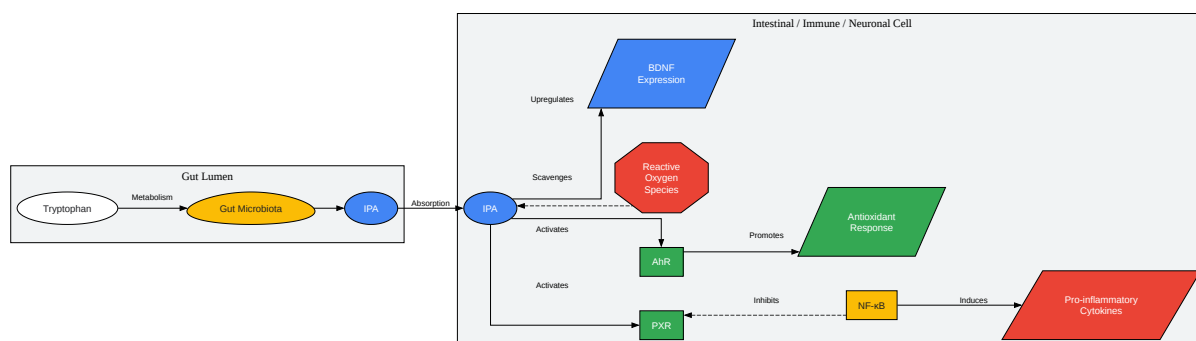 Intestinal / Immune / Neuronal Cell
BDNF
Expression
Upregulates
Gut Lumen
Tryptophan
Metabolism
Gut Microbiota
IPA
Absorption
IPA
Scavenges
Reactive
Oxygen
Species
Activates
AhR
Promotes
Antioxidant
Response
Activates
PXR
Inhibits
NF-κB
Induces
Pro-inflammatory
Cytokines